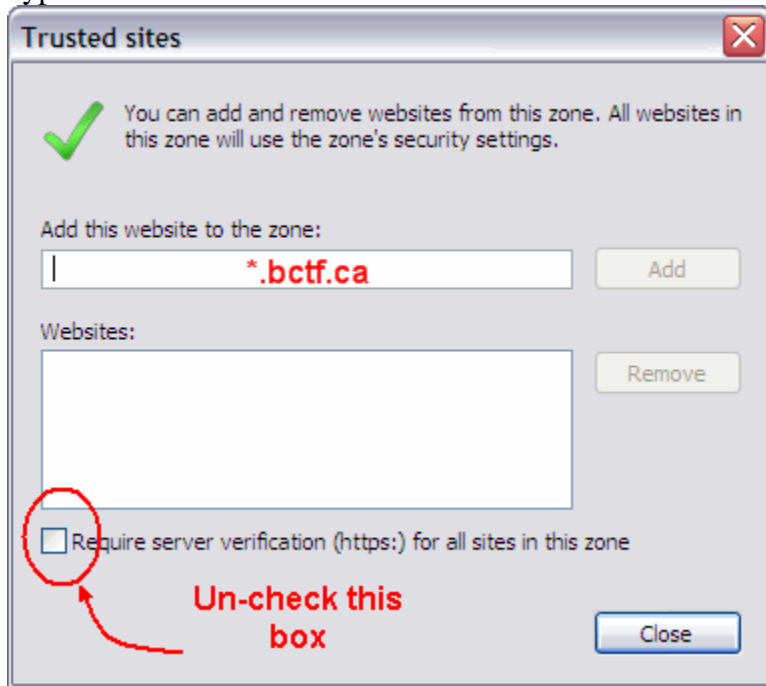 Trusted sites
You can add and remove websites from this zone. All websites in
this zone will use the zone's security settings.
Add this website to the zone:
*.bctf.ca
Add
Websites:
Remove
Require server verification (https:) for all sites in this zone
Un-check this
box
Close